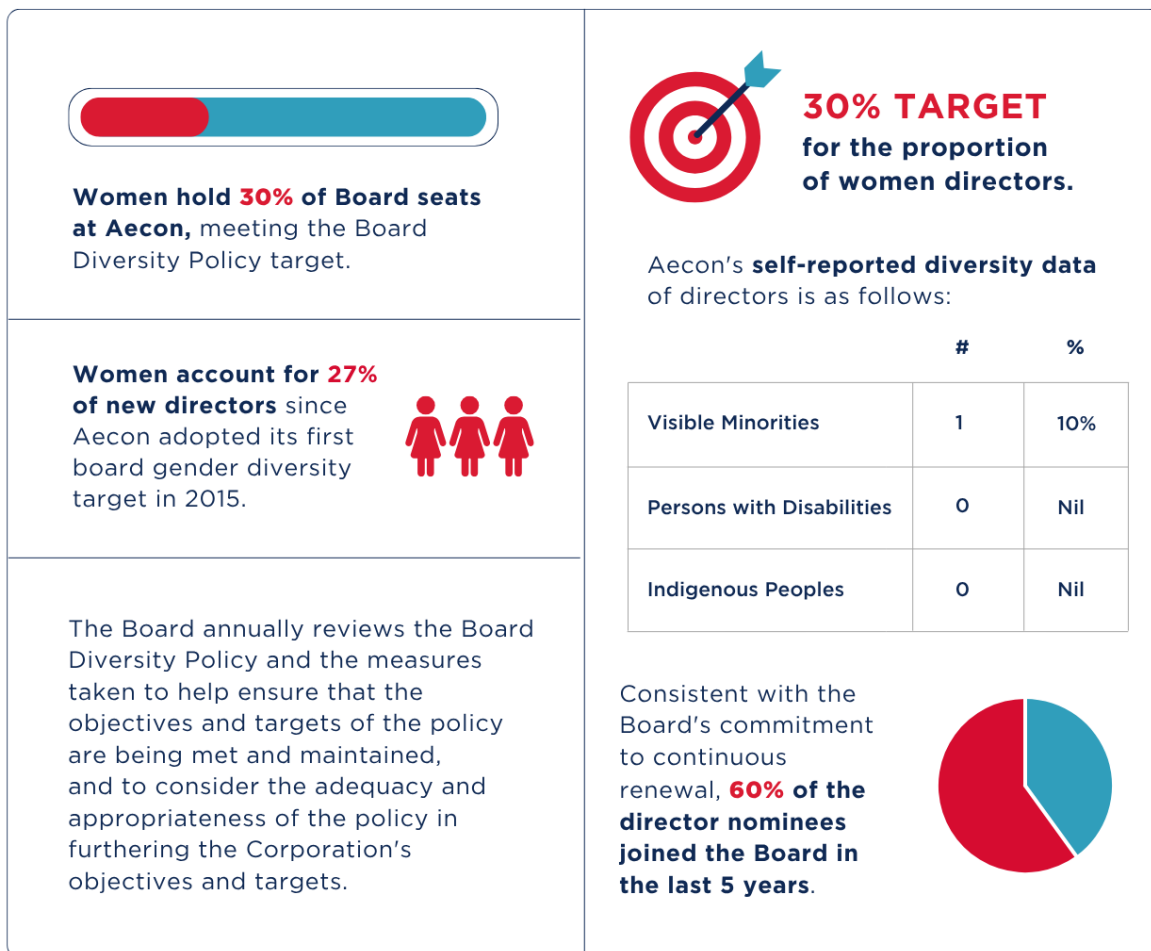 Women hold 30% of Board seats
at Aecon, meeting the Board
Diversity Policy target.
Women account for 27%
of new directors since
Aecon adopted its first
board gender diversity
target in 2015.
The Board annually reviews the Board
Diversity Policy and the measures
taken to help ensure that the
objectives and targets of the policy
are being met and maintained,
and to consider the adequacy and
appropriateness of the policy in
furthering the Corporation's
objectives and targets.
30% TARGET
for the proportion
of women directors.
Aecon's self-reported diversity data
of directors is as follows:
# %
Visible Minorities 1 10%
Persons with Disabilities 0 Nil
Indigenous Peoples 0 Nil
Consistent with the
Board's commitment
to continuous
renewal, 60% of the
director nominees
joined the Board in
the last 5 years.